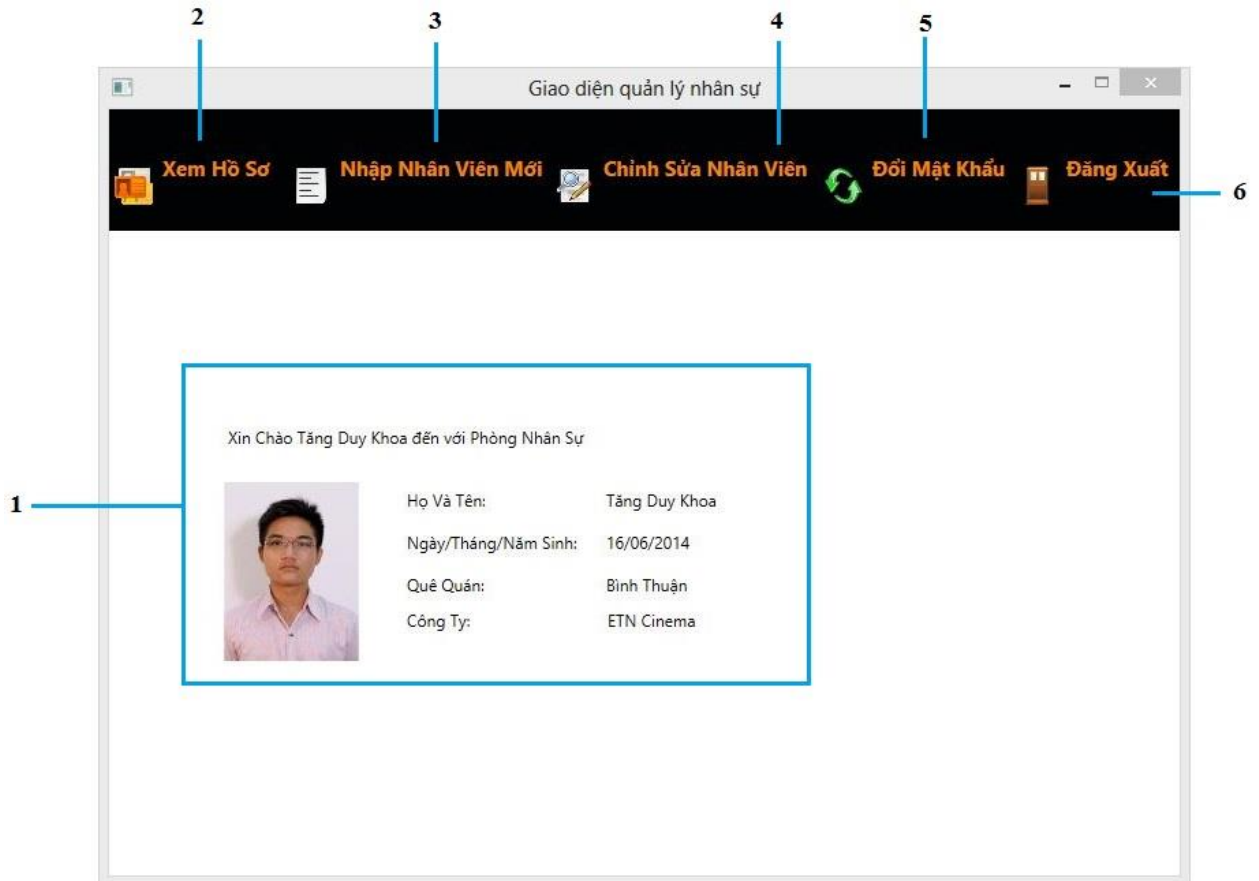 2 3 4 5
Giao diện quản lý nhân sự
Xem Hồ Sơ Nhập Nhân Viên Mới Chỉnh Sửa Nhân Viên Đổi Mật Khẩu Đăng Xuất
6
Xin Chào Tăng Duy Khoa đến với Phòng Nhân Sự
1
Họ Và Tên: Tăng Duy Khoa
Ngày/Tháng/Năm Sinh: 16/06/2014
Quê Quán: Bình Thuận
Công Ty: ETN Cinema